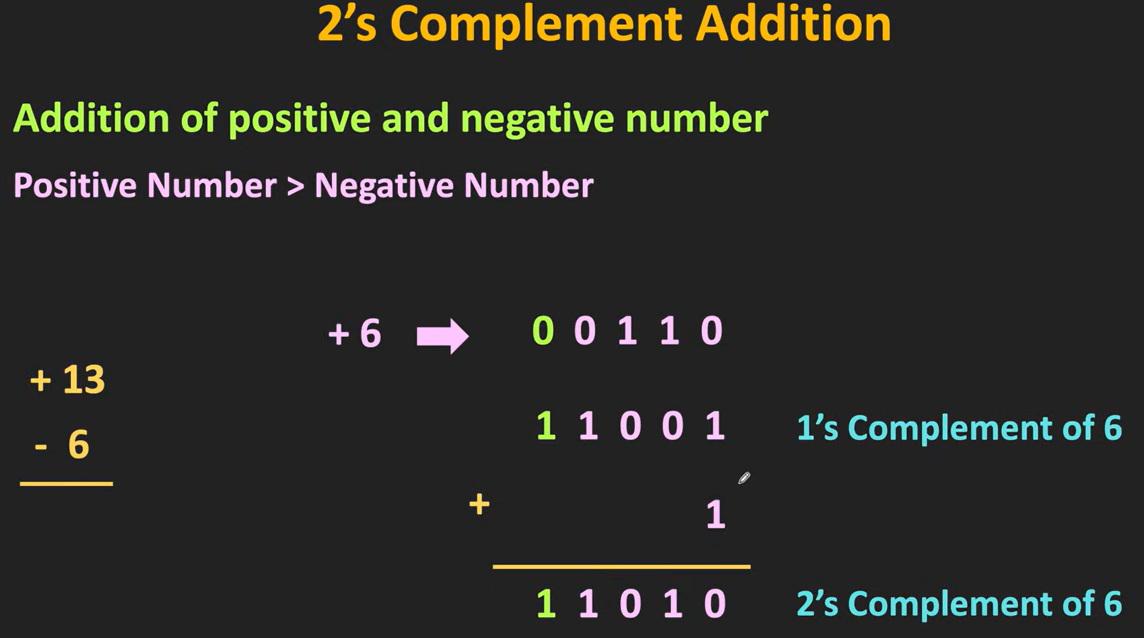 2’s Complement Addition
Addition of positive and negative number
Positive Number > Negative Number
+ 6 0 0 1 1 0
+ 13
- 6
1 1 0 0 1 1’s Complement of 6
+ 1
1 1 0 1 0 2’s Complement of 6